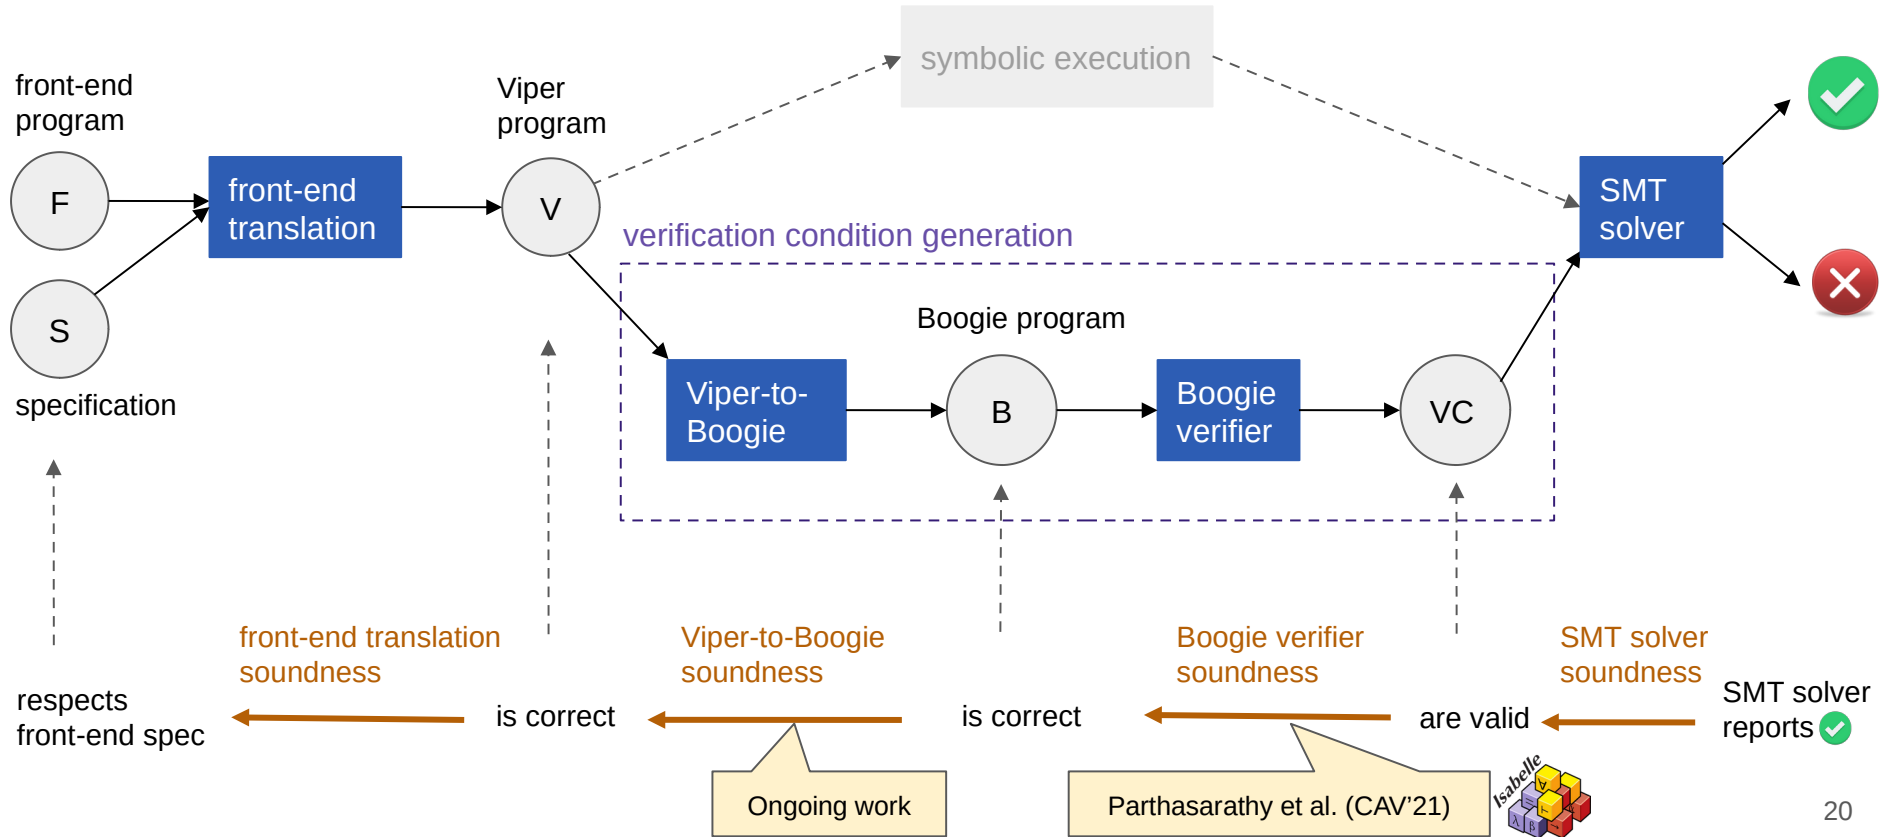 symbolic execution
front-end
program
Viper
program
F
front-end
translation
V
SMT
solver
verification condition generation
S
Boogie program
specification
Viper-to-
Boogie
B
Boogie
verifier
VC
front-end translation
soundness
Viper-to-Boogie
soundness
Boogie verifier
soundness
SMT solver
soundness
respects
front-end spec
is correct
is correct
are valid
SMT solver
reports
Ongoing work
Parthasarathy et al. (CAV’21)
Isabelle
λ
β
20